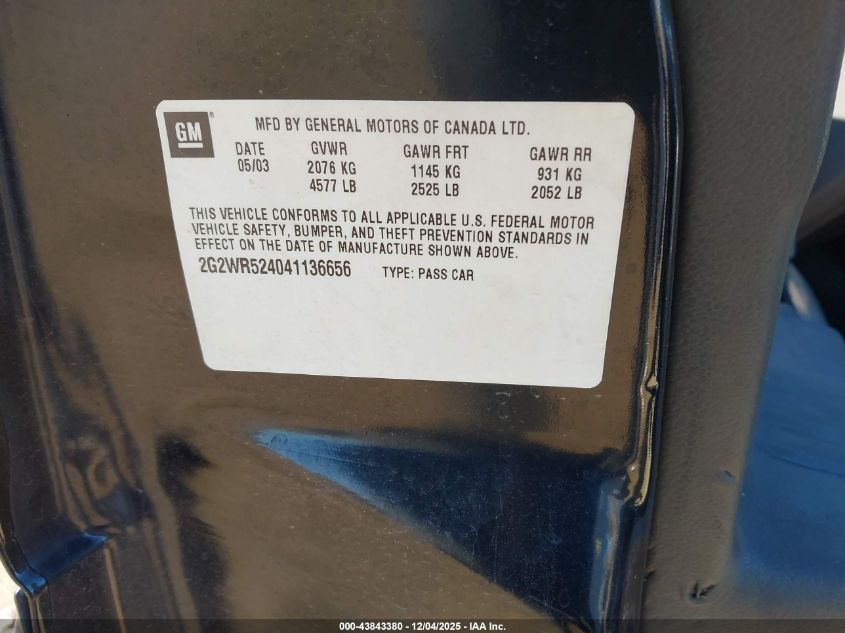 GM
MFD BY GENERAL MOTORS OF CANADA LTD.
DATE GVWR GAWR FRT GAWR RR
05/03 2076 KG 1145 KG 931 KG
4577 LB 2525 LB 2052 LB
THIS VEHICLE CONFORMS TO ALL APPLICABLE U.S. FEDERAL MOTOR
VEHICLE SAFETY, BUMPER, AND THEFT PREVENTION STANDARDS IN
EFFECT ON THE DATE OF MANUFACTURE SHOWN ABOVE.
2G2WR524041136656 TYPE: PASS CAR
000-43843380 - 12/04/2025 - IAA Inc.